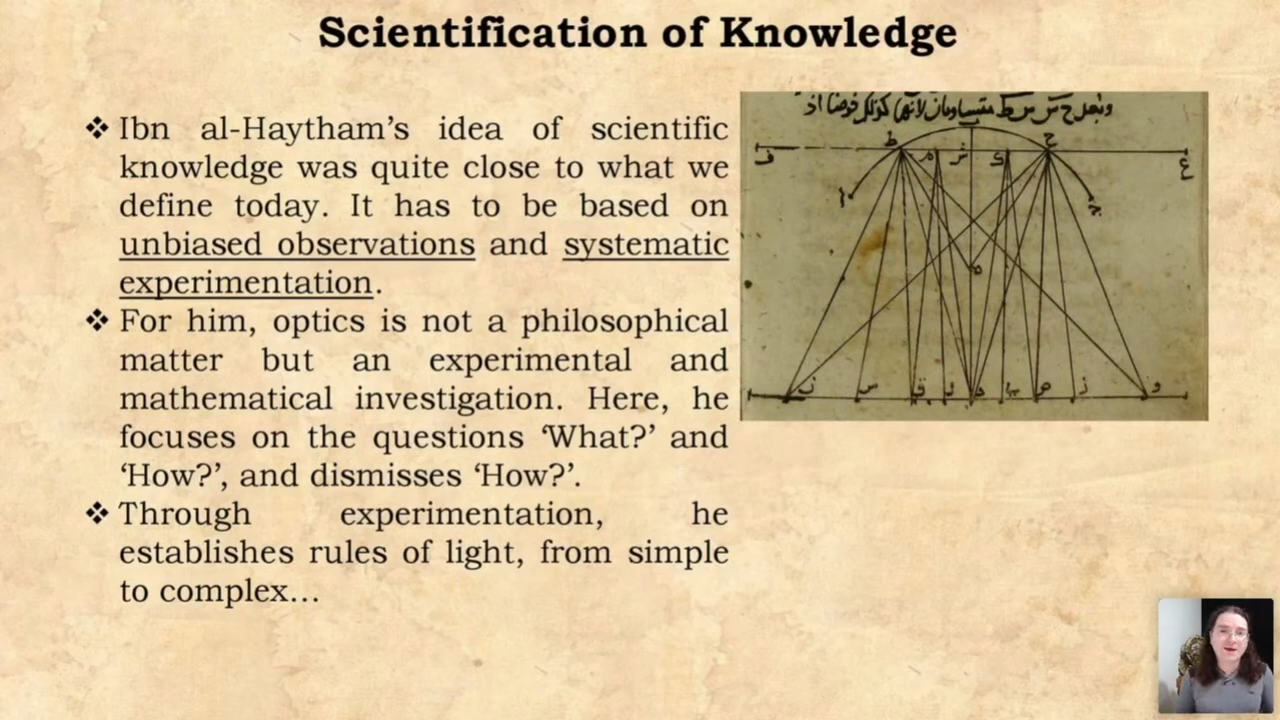 Scientification of Knowledge
❖ Ibn al-Haytham’s idea of scientific
knowledge was quite close to what we
define today. It has to be based on
unbiased observations and systematic
experimentation.
❖ For him, optics is not a philosophical
matter but an experimental and
mathematical investigation. Here, he
focuses on the questions ‘What?’ and
‘How?’, and dismisses ‘How?’.
❖ Through experimentation, he
establishes rules of light, from simple
to complex…